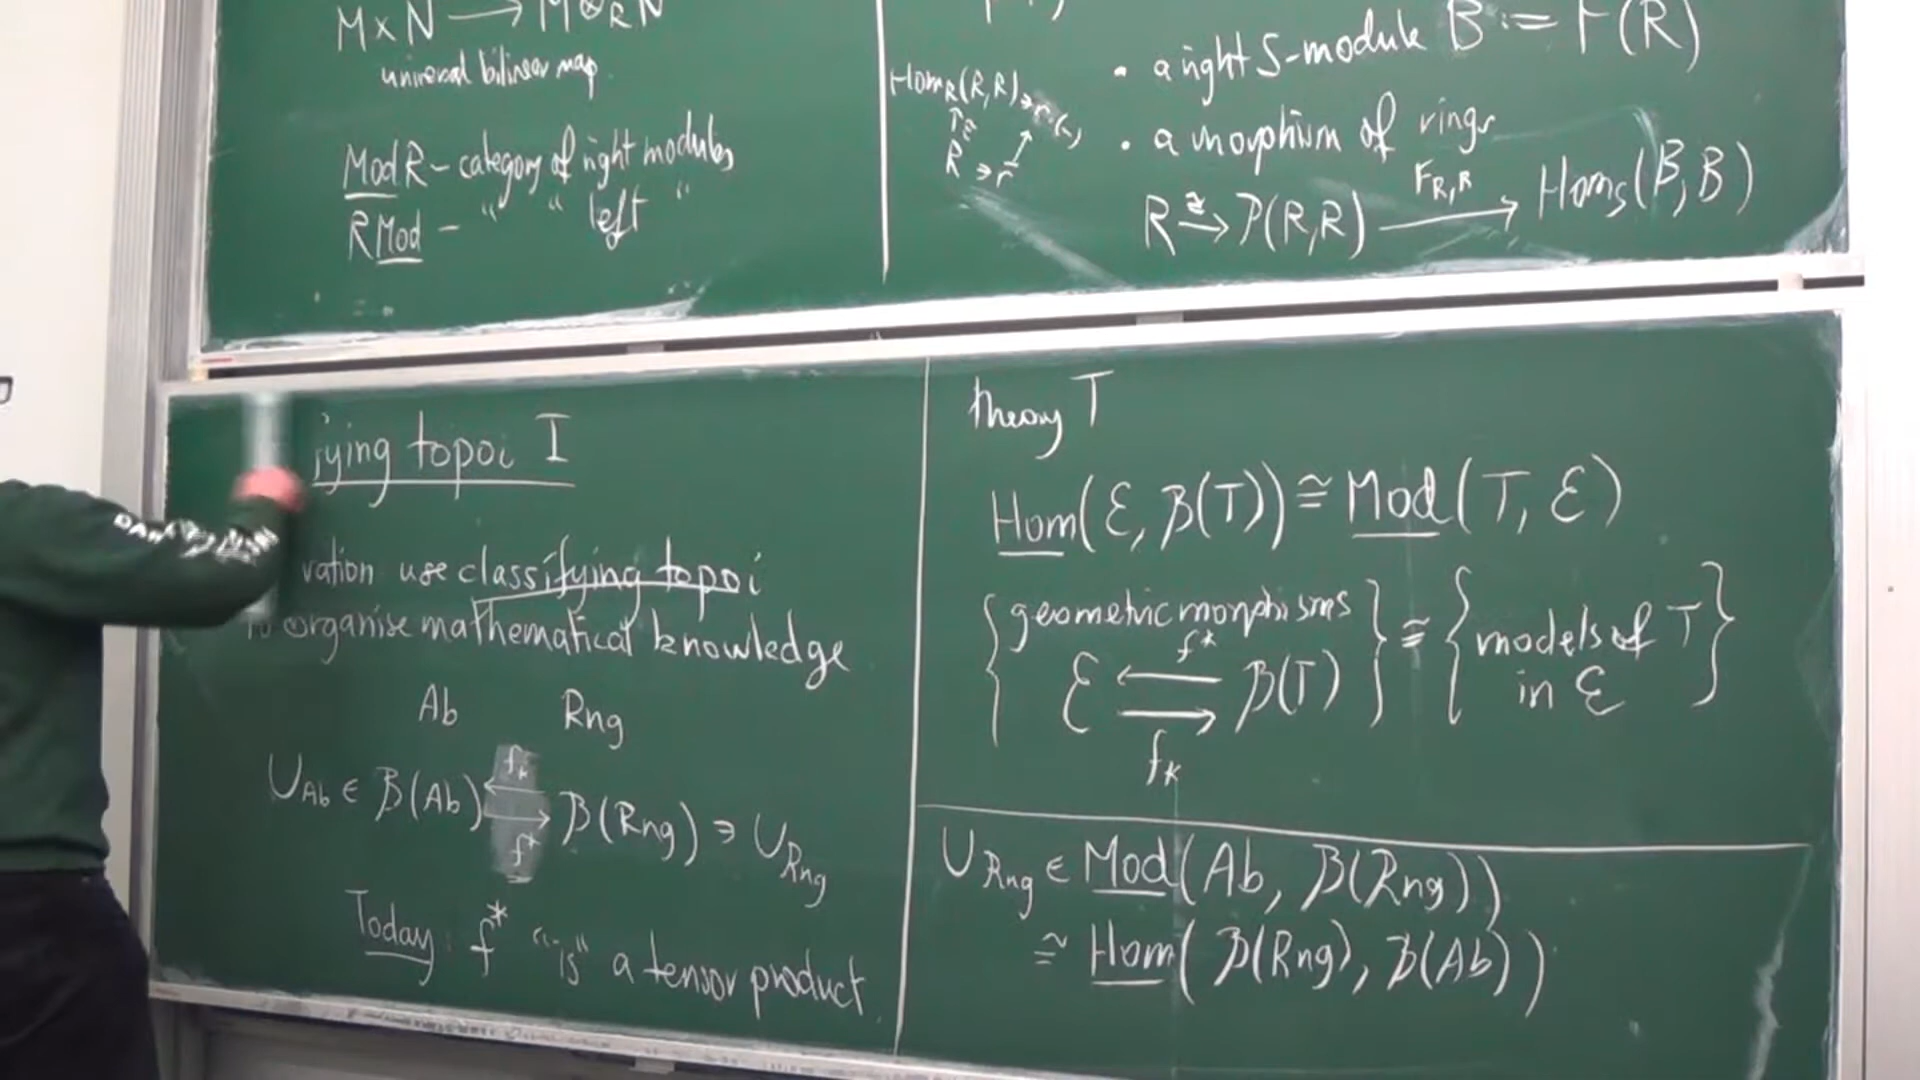 M×N → M⊗_R N
universal bilinear map
Mod R - category of right modules
R Mod - " " left "
Hom_R(R,R) ∋ r·(-)
R ∋ r
• a right S-module B := F(R)
• a morphism of rings
R ≅→ P(R,R) F_{R,R} → Hom_S(B,B)
ying topoi I
vation use classifying topoi
to organise mathematical knowledge
Ab Rng
f_*
U_Ab ∈ B(Ab) ⇄ B(Rng) ∋ U_Rng
f*
Today: f* "is" a tensor product
theory T
Hom(ℰ, B(T)) ≅ Mod(T, ℰ)
{geometric morphisms ℰ ⇄ B(T)} ≅ {models of T in ℰ}
f*
f_*
U_Rng ∈ Mod(Ab, B(Rng))
≅ Hom(B(Rng), B(Ab))